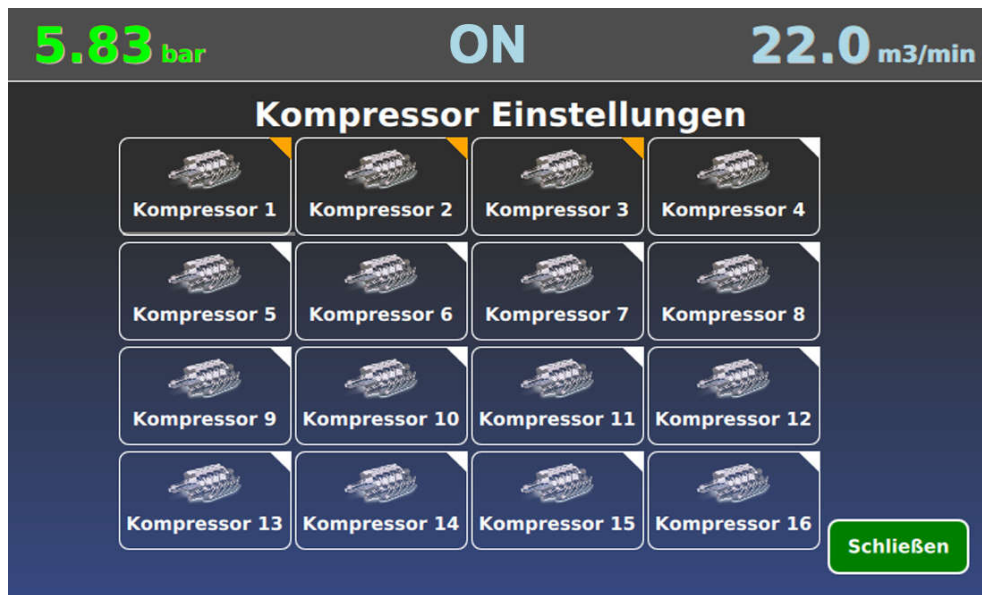 5.83 bar ON 22.0 m3/min
Kompressor Einstellungen
Kompressor 1 Kompressor 2 Kompressor 3 Kompressor 4
Kompressor 5 Kompressor 6 Kompressor 7 Kompressor 8
Kompressor 9 Kompressor 10 Kompressor 11 Kompressor 12
Kompressor 13 Kompressor 14 Kompressor 15 Kompressor 16
Schließen